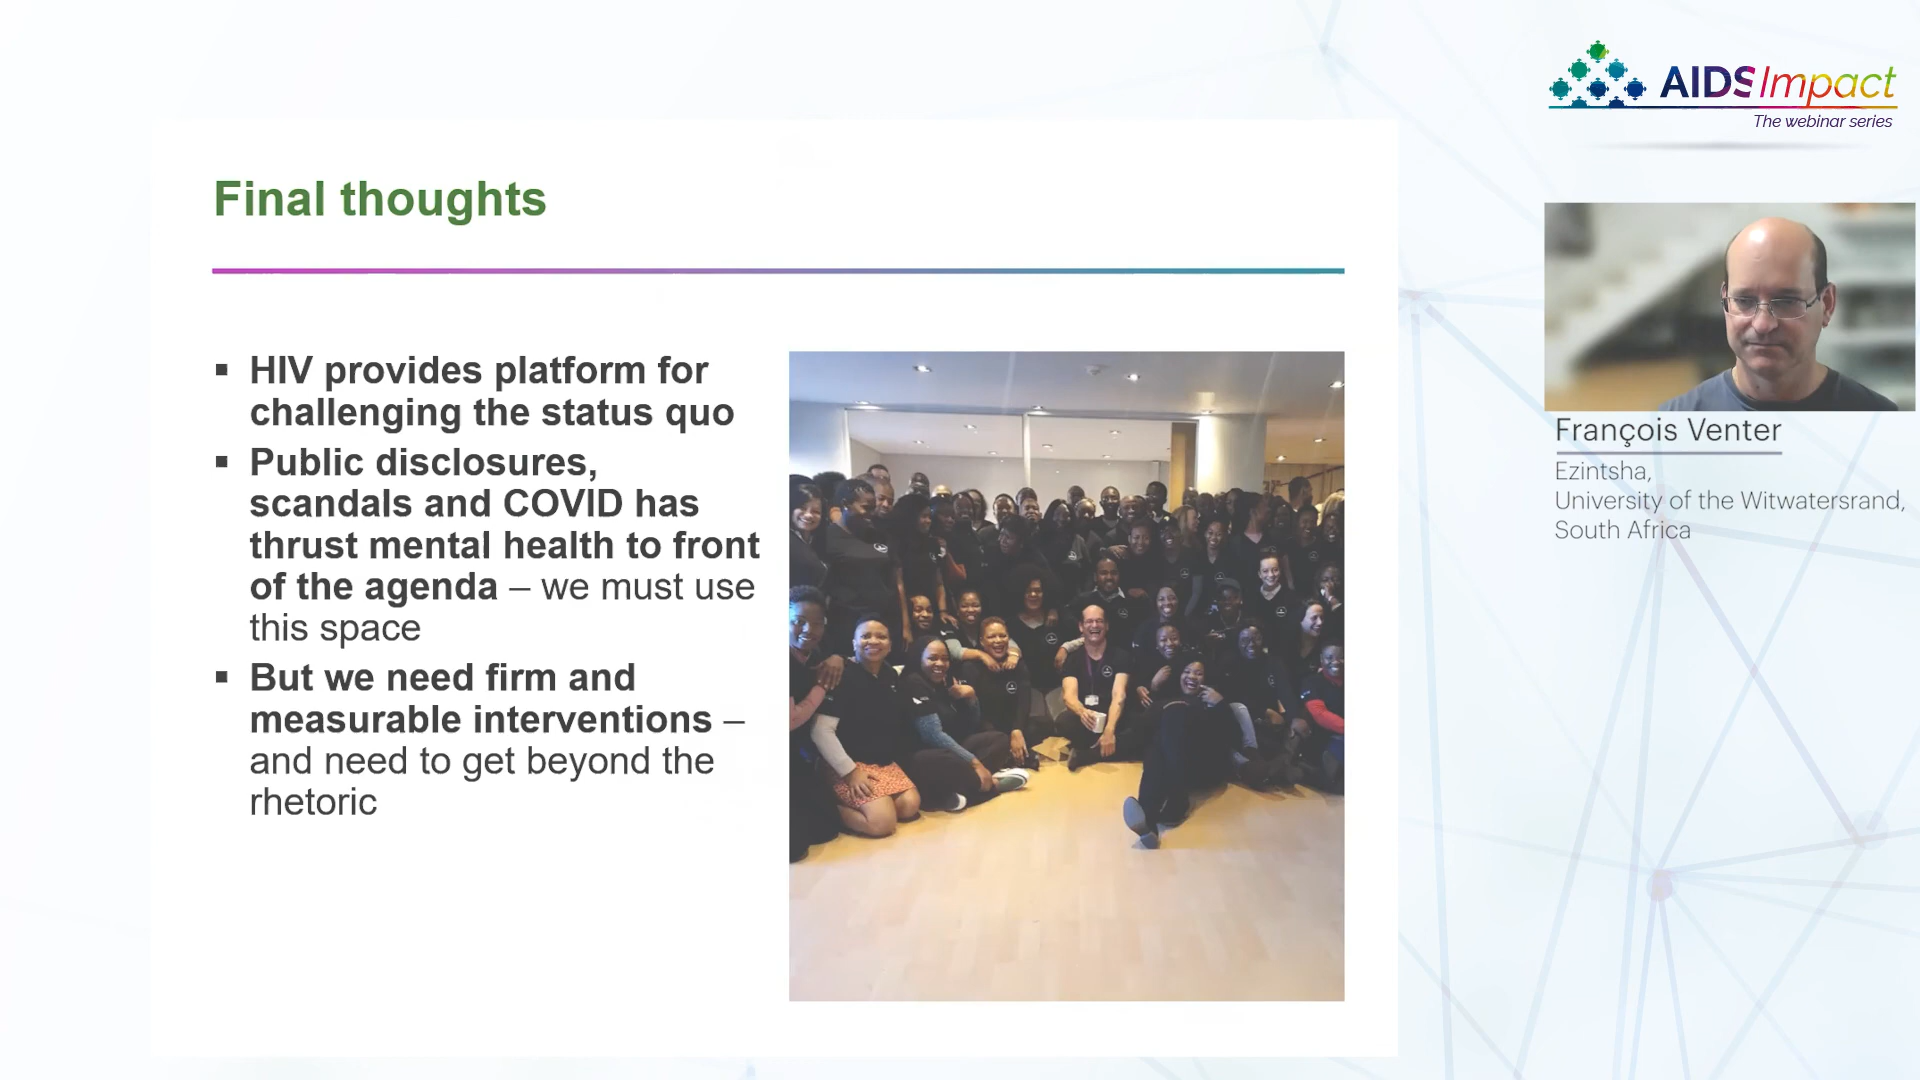 AIDSImpact
The webinar series
Final thoughts
▪ HIV provides platform for
challenging the status quo
▪ Public disclosures,
scandals and COVID has
thrust mental health to front
of the agenda – we must use
this space
▪ But we need firm and
measurable interventions –
and need to get beyond the
rhetoric
François Venter
Ezintsha,
University of the Witwatersrand,
South Africa